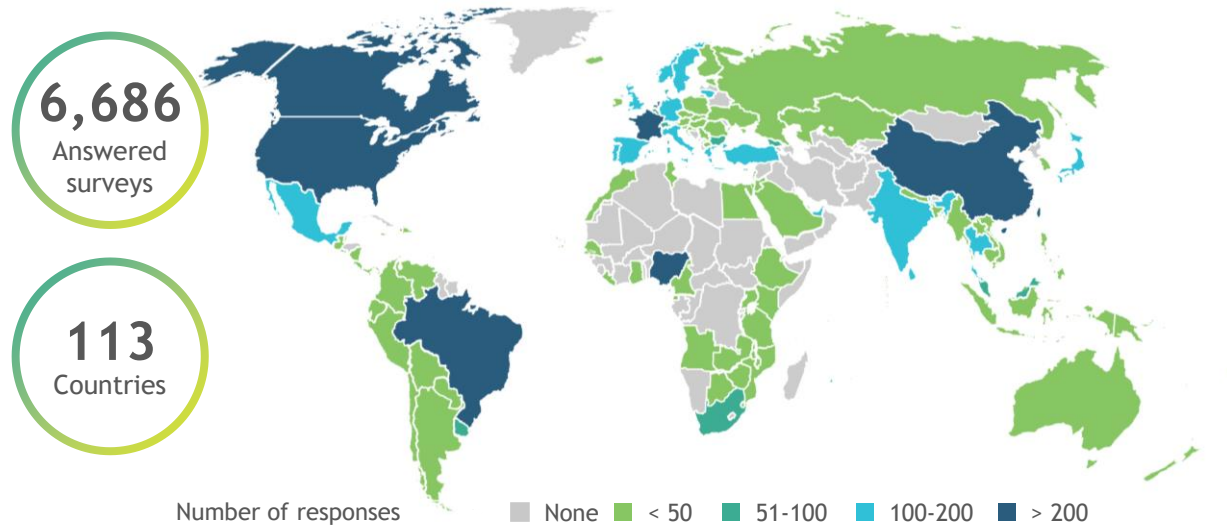 6,686
Answered
surveys
113
Countries
Number of responses
None
< 50
51-100
100-200
> 200